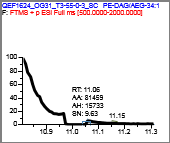 QEF1624_OG31_T3-55-0-3_SC PE-DAG/AEG-34:1
F: FTMS + p ESI Full ms [500.0000-2000.0000]
100
80
60
40
20
0
RT: 11.06
AA: 81459
AH: 15733
SN: 9.63
11.15
10.9 11.0 11.1 11.2 11.3